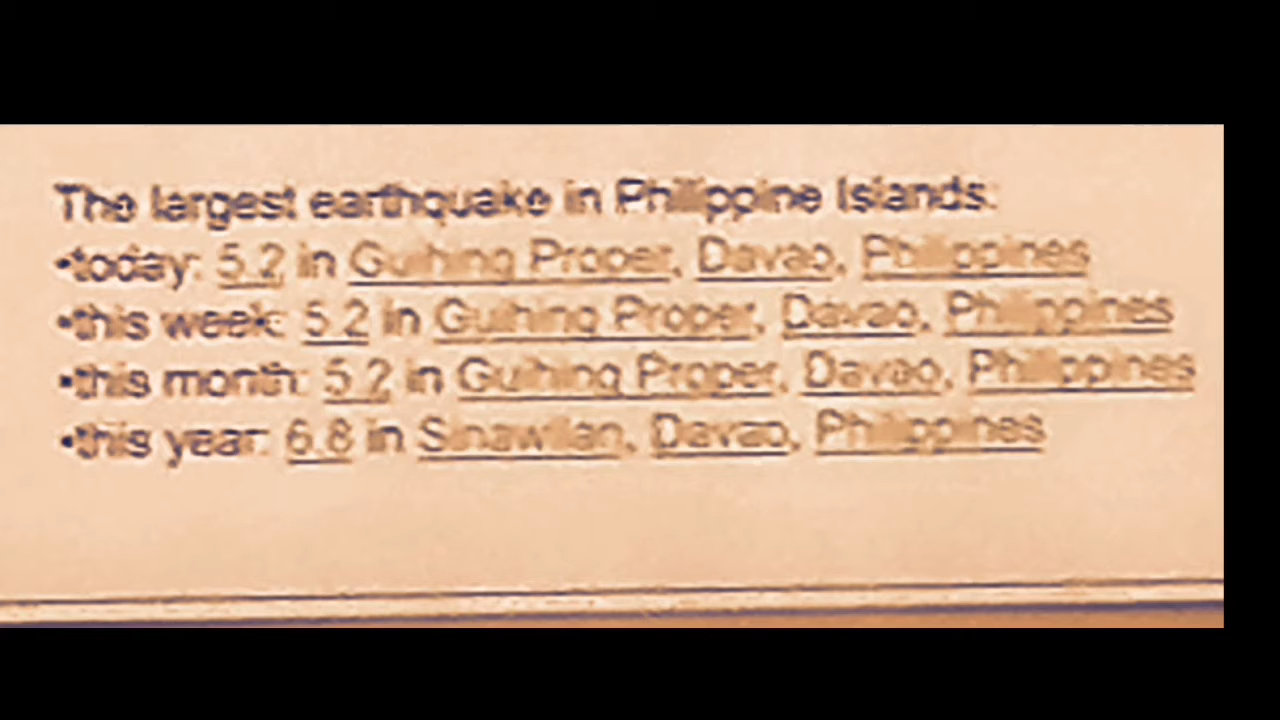 The largest earthquake in Philippine Islands:
•today: 5.2 in Guihing Proper, Davao, Philippines
•this week: 5.2 in Guihing Proper, Davao, Philippines
•this month: 5.2 in Guihing Proper, Davao, Philippines
•this year: 6.8 in Sinawilan, Davao, Philippines